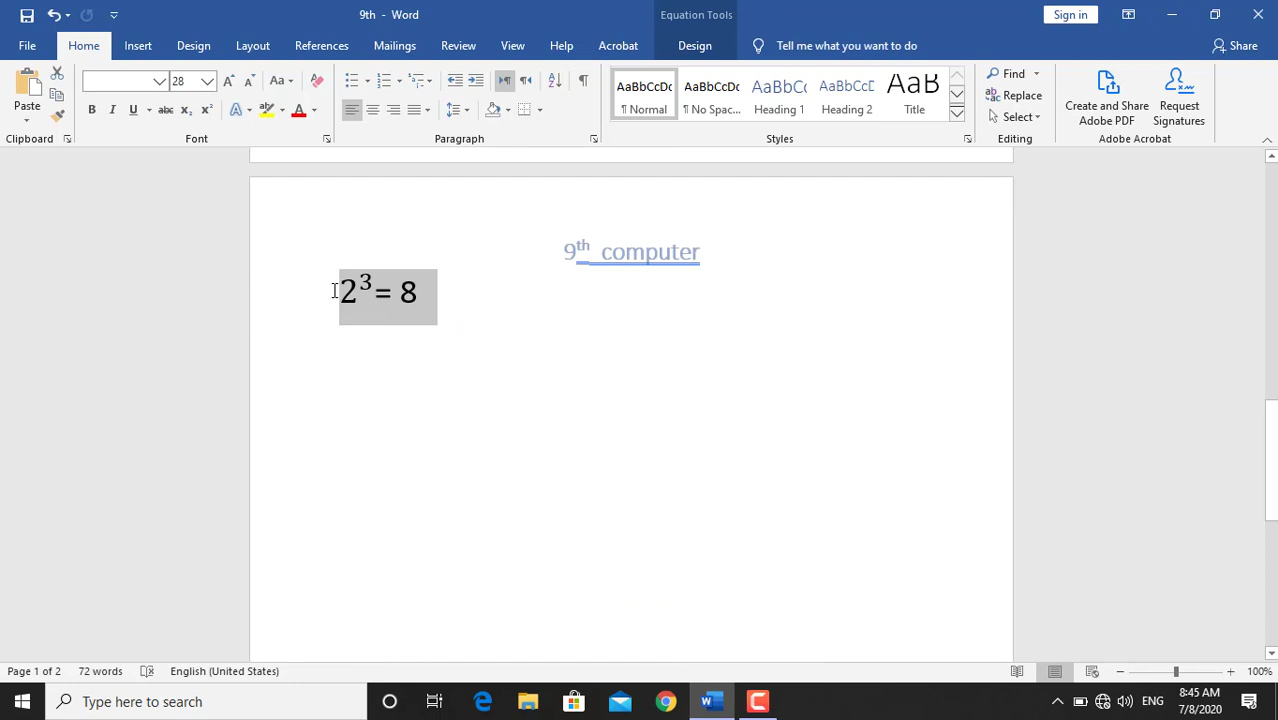 9th - Word
Equation Tools
Sign in
File Home Insert Design Layout References Mailings Review View Help Acrobat Design Tell me what you want to do Share
Paste
28
Aa
Clipboard
Font
Paragraph
AaBbCcDc
¶ Normal
AaBbCcDc
¶ No Spac...
AaBbCc
Heading 1
AaBbCcD
Heading 2
AaB
Title
Styles
Find
Replace
Select
Editing
Create and Share
Adobe PDF
Request
Signatures
Adobe Acrobat
9th computer
2³= 8
Page 1 of 2 72 words English (United States) 100%
Type here to search
ENG
8:45 AM
7/8/2020